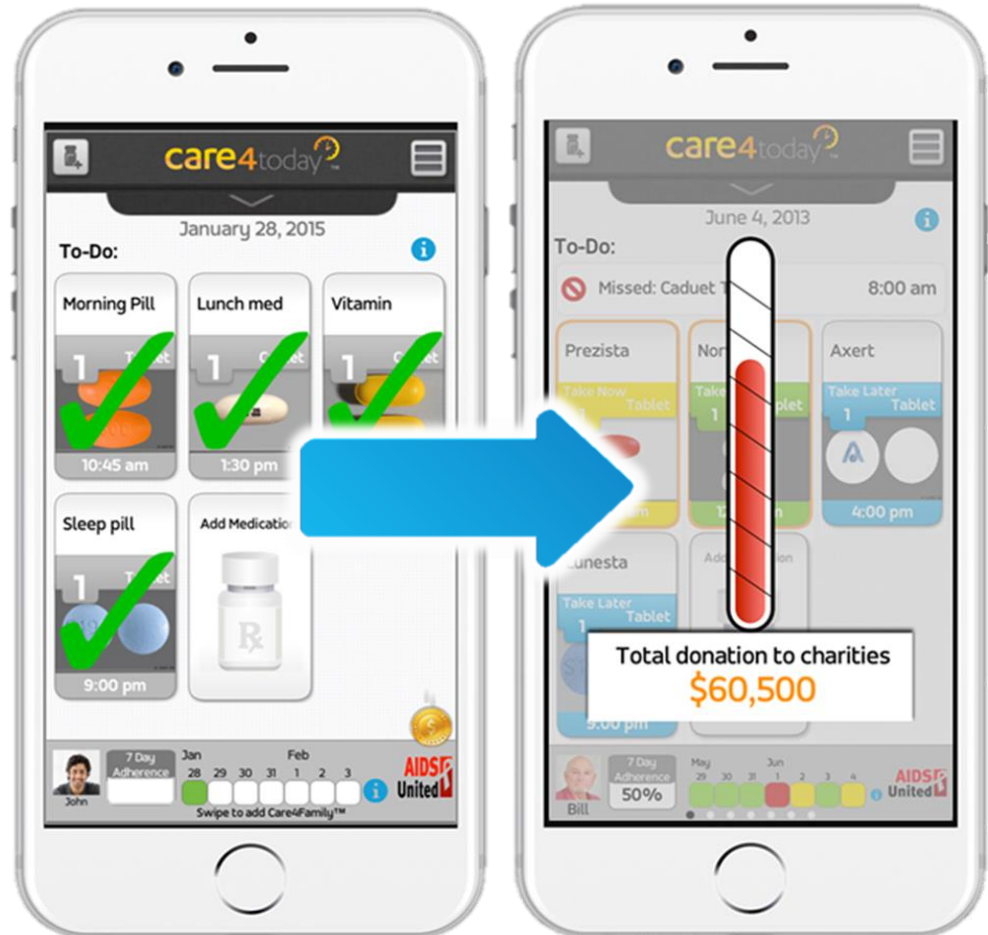 care4today™
January 28, 2015
To-Do:
Morning Pill
Lunch med
Vitamin
1
1
1
10:45 am
1:30 pm
Sleep pill
Add Medication
1
Rx
9:00 pm
John
7 Day
Adherence
Jan
Feb
28 29 30 31 1 2 3
Swipe to add Care4Family™
AIDS
United
care4today™
June 4, 2013
To-Do:
Missed: Caduet
8:00 am
Prezista
Axert
Take Now
Tablet
Take Later
1
Tablet
1
4:00 pm
Take Later
Tablet
1
Total donation to charities
$60,500
Bill
7 Day
Adherence
50%
May
Jun
29 30 31 1 2 3 4
AIDS
United